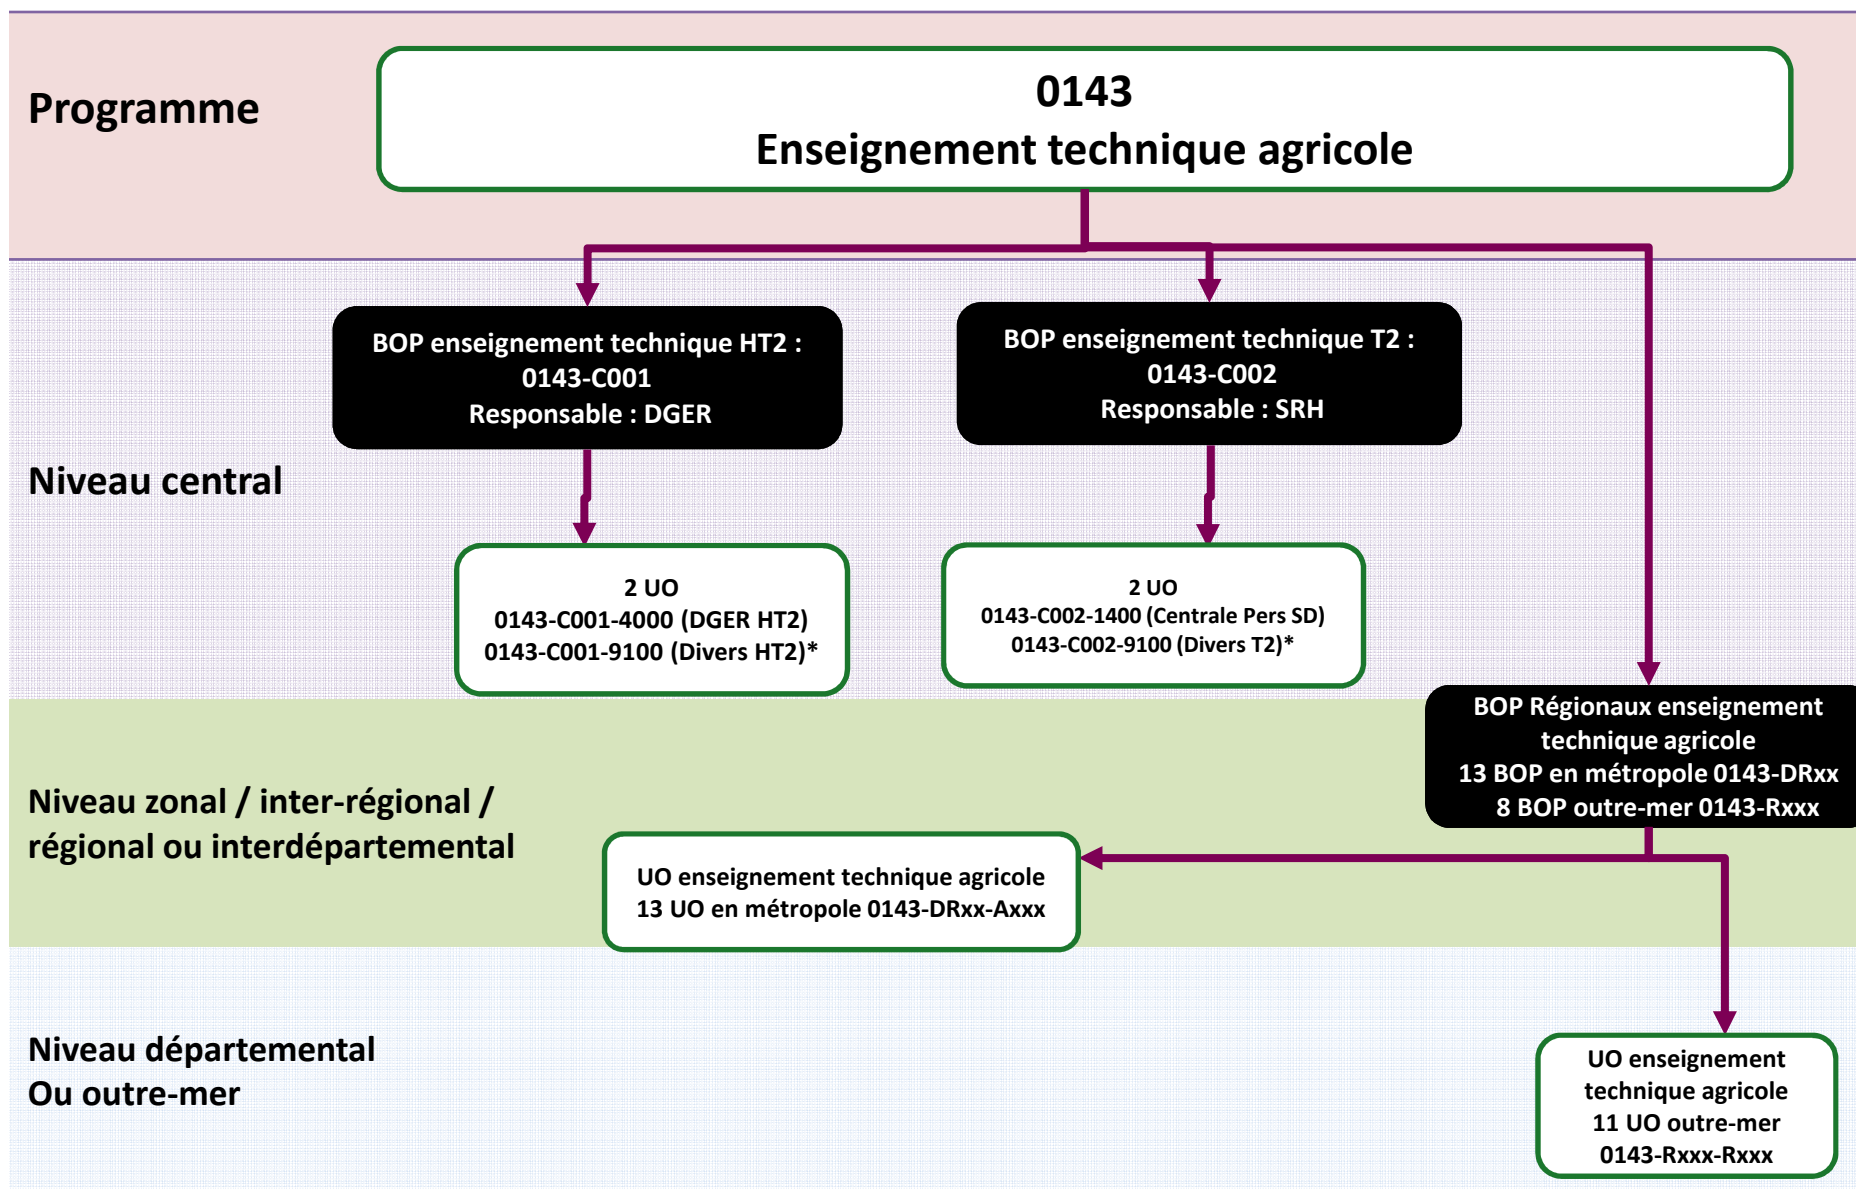 Programme
0143
Enseignement technique agricole
BOP enseignement technique HT2 :
0143-C001
Responsable : DGER
BOP enseignement technique T2 :
0143-C002
Responsable : SRH
Niveau central
2 UO
0143-C001-4000 (DGER HT2)
0143-C001-9100 (Divers HT2)*
2 UO
0143-C002-1400 (Centrale Pers SD)
0143-C002-9100 (Divers T2)*
BOP Régionaux enseignement
technique agricole
13 BOP en métropole 0143-DRxx
8 BOP outre-mer 0143-Rxxx
Niveau zonal / inter-régional /
régional ou interdépartemental
UO enseignement technique agricole
13 UO en métropole 0143-DRxx-Axxx
Niveau départemental
Ou outre-mer
UO enseignement
technique agricole
11 UO outre-mer
0143-Rxxx-Rxxx